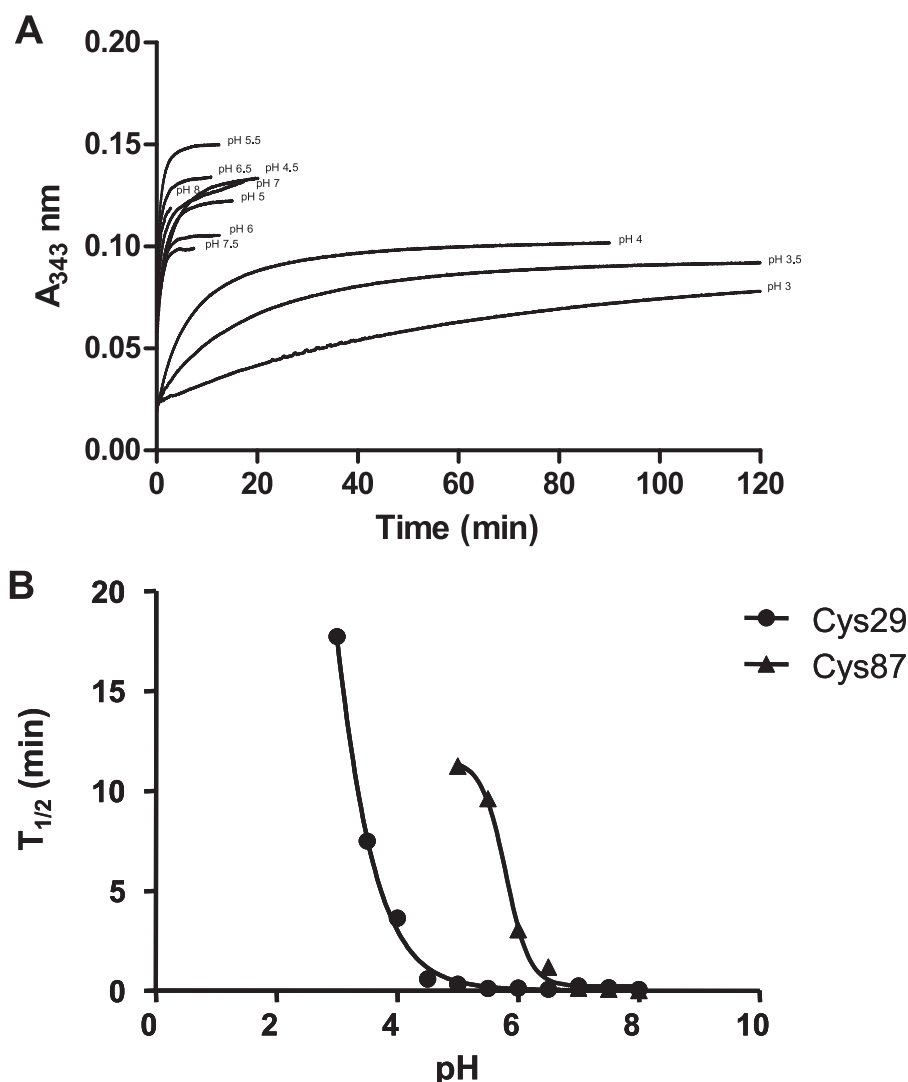 A
0.20
0.15
0.10
0.05
0.00
A343 nm
pH 5.5
pH 6.5
pH 4.5
pH 8
pH 7
pH 5
pH 6
pH 7.5
pH 4
pH 3.5
pH 3
0 20 40 60 80 100 120
Time (min)
B
20
15
10
5
0
T1/2 (min)
Cys29
Cys87
0 2 4 6 8 10
pH